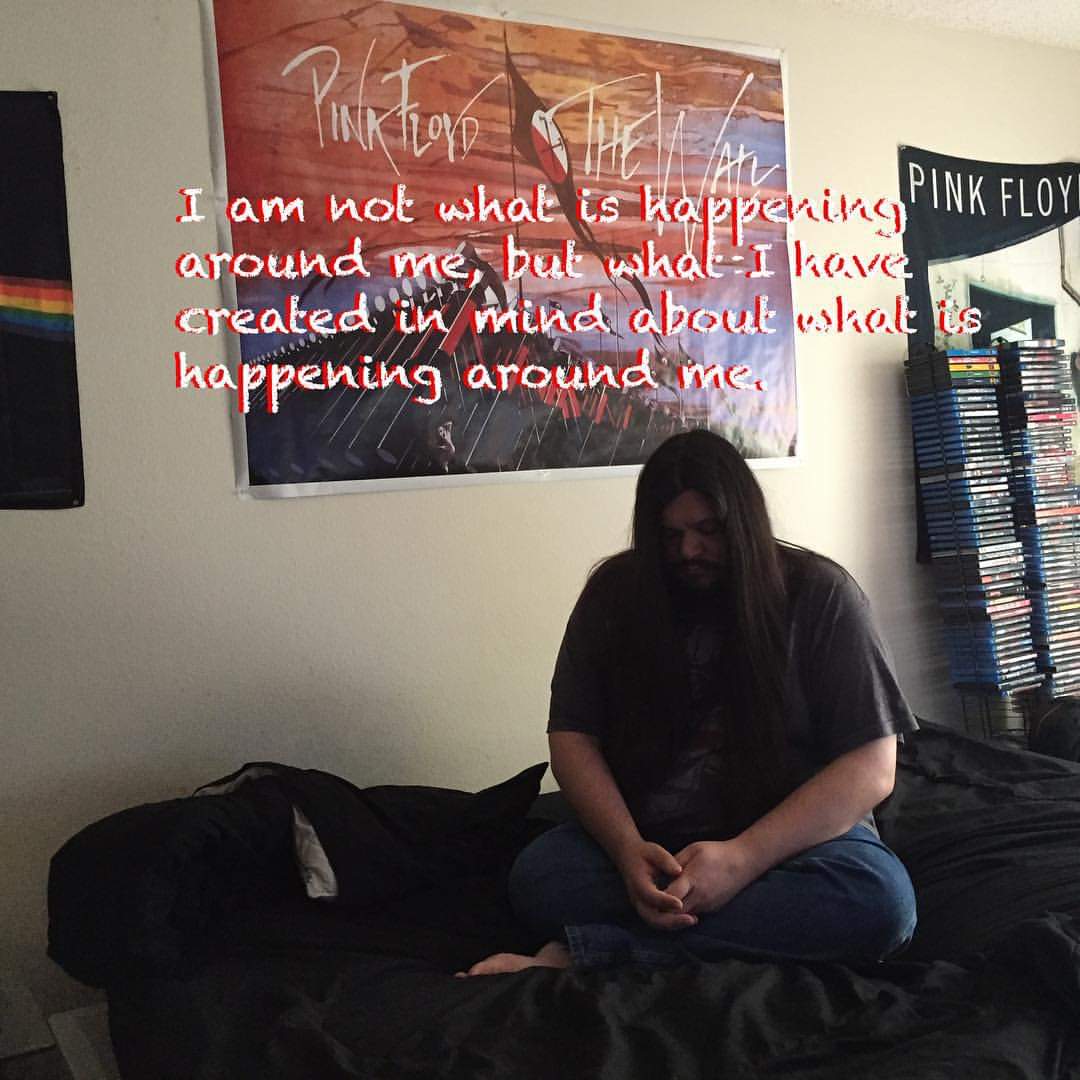 PINK FLOYD THE WALL
PINK FLOY
I am not what is happening
around me, but what I have
created in mind about what is
happening around me.